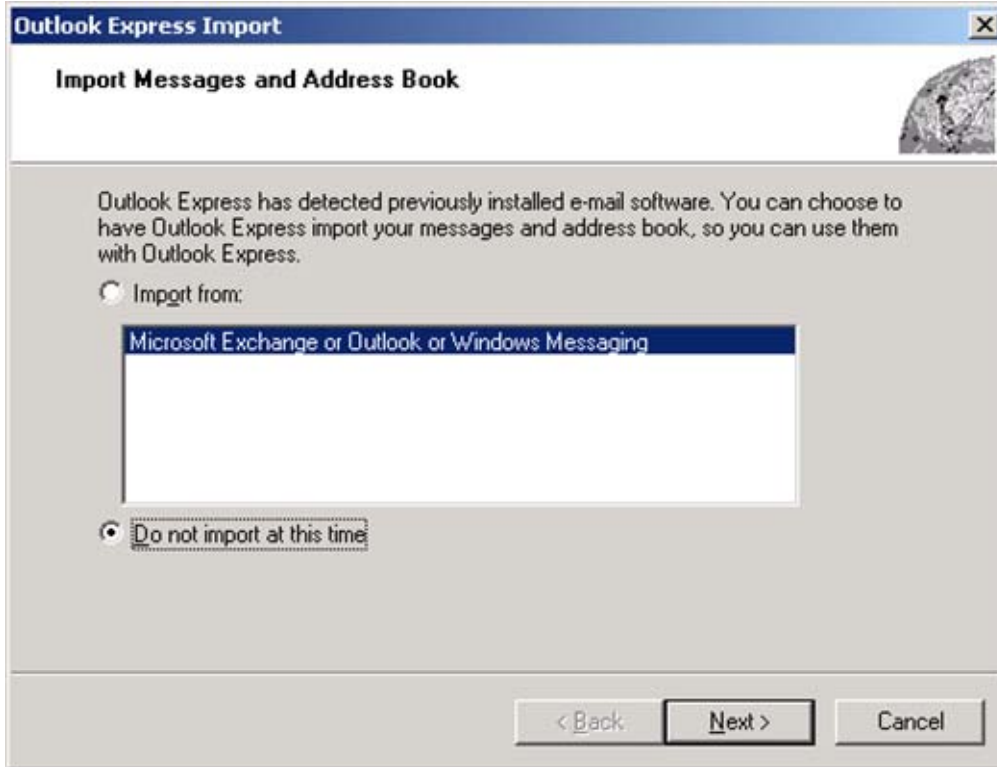 Outlook Express Import
Import Messages and Address Book
Outlook Express has detected previously installed e-mail software. You can choose to
have Outlook Express import your messages and address book, so you can use them
with Outlook Express.
Import from:
Microsoft Exchange or Outlook or Windows Messaging
Do not import at this time
< Back Next > Cancel